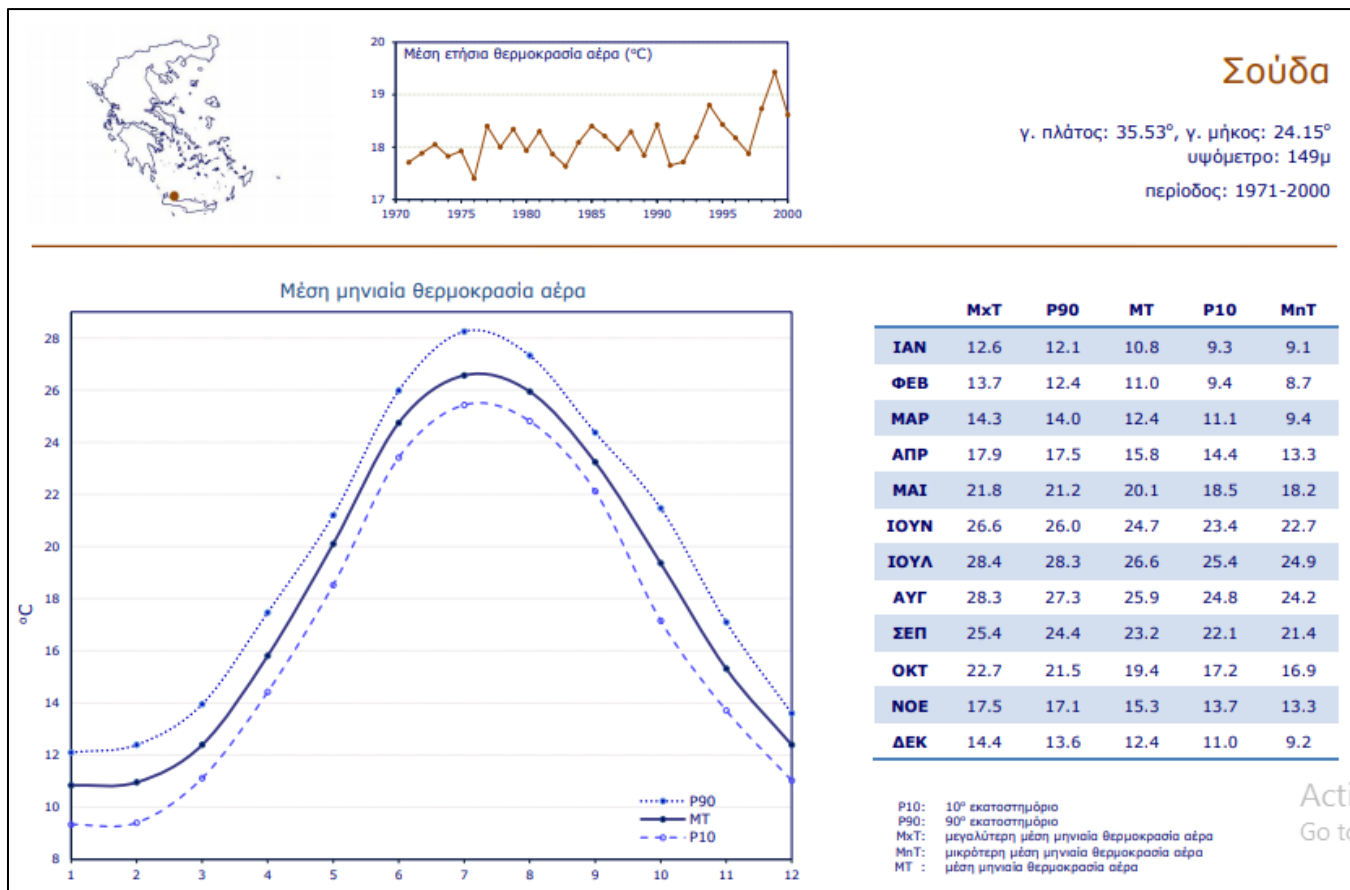 Μέση ετήσια θερμοκρασία αέρα (°C)
20
19
18
17
1970 1975 1980 1985 1990 1995 2000
Σούδα
γ. πλάτος: 35.53°, γ. μήκος: 24.15°
υψόμετρο: 149μ
περίοδος: 1971-2000
Μέση μηνιαία θερμοκρασία αέρα
°C
28
26
24
22
20
18
16
14
12
10
8
1 2 3 4 5 6 7 8 9 10 11 12
P90
MT
P10
MxT P90 MT P10 MnT
ΙΑΝ 12.6 12.1 10.8 9.3 9.1
ΦΕΒ 13.7 12.4 11.0 9.4 8.7
ΜΑΡ 14.3 14.0 12.4 11.1 9.4
ΑΠΡ 17.9 17.5 15.8 14.4 13.3
ΜΑΙ 21.8 21.2 20.1 18.5 18.2
ΙΟΥΝ 26.6 26.0 24.7 23.4 22.7
ΙΟΥΛ 28.4 28.3 26.6 25.4 24.9
ΑΥΓ 28.3 27.3 25.9 24.8 24.2
ΣΕΠ 25.4 24.4 23.2 22.1 21.4
ΟΚΤ 22.7 21.5 19.4 17.2 16.9
ΝΟΕ 17.5 17.1 15.3 13.7 13.3
ΔΕΚ 14.4 13.6 12.4 11.0 9.2
P10: 10° εκατοστημόριο
P90: 90° εκατοστημόριο
MxT: μεγαλύτερη μέση μηνιαία θερμοκρασία αέρα
MnT: μικρότερη μέση μηνιαία θερμοκρασία αέρα
MT : μέση μηνιαία θερμοκρασία αέρα
Acti
Go to